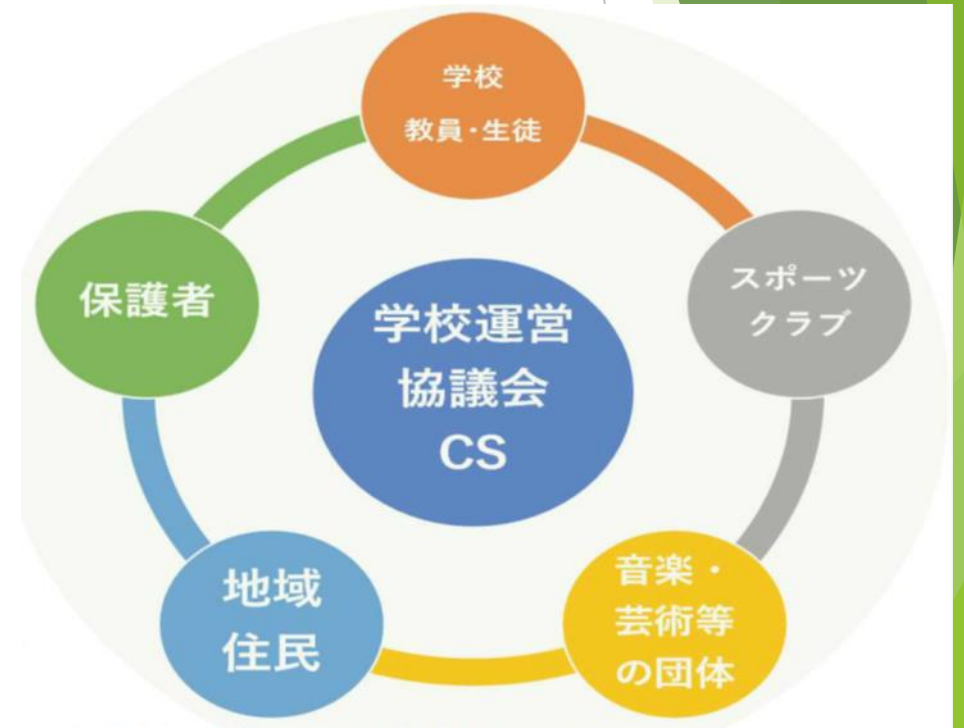 学校
教員・生徒
スポーツ
クラブ
音楽・
芸術等
の団体
地域
住民
保護者
学校運営
協議会
CS